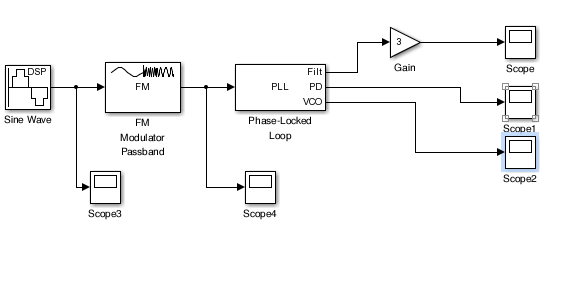 DSP
Sine Wave
FM
FM
Modulator
Passband
Filt
PLL
PD
VCO
Phase-Locked
Loop
3
Gain
Scope
Scope1
Scope2
Scope3
Scope4